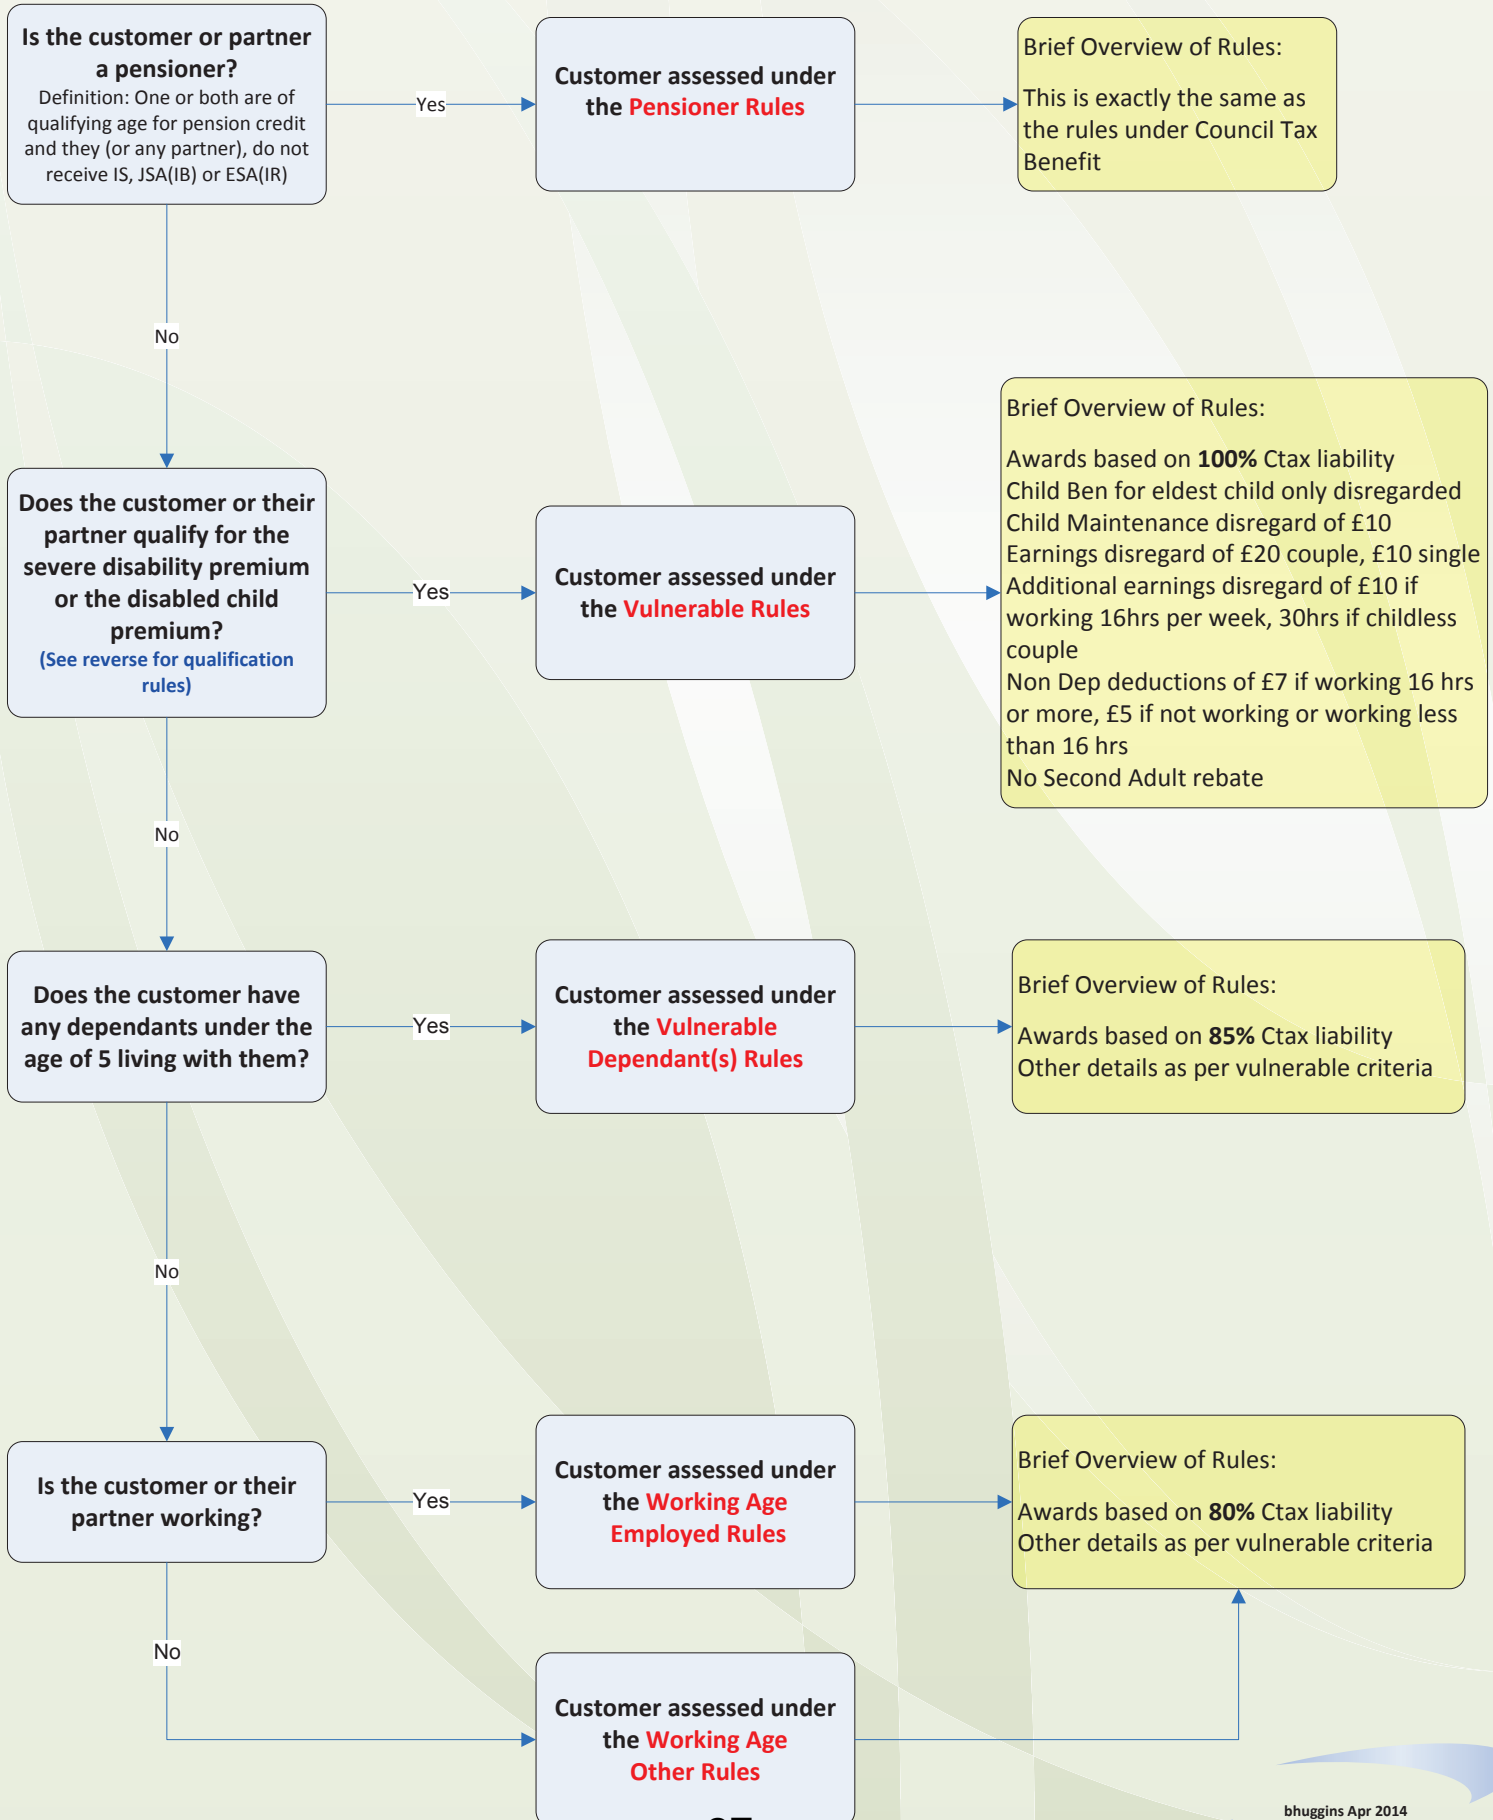 Is the customer or partner
a pensioner?
Definition: One or both are of
qualifying age for pension credit
and they (or any partner), do not
receive IS, JSA(IB) or ESA(IR)
Yes
Customer assessed under
the Pensioner Rules
Brief Overview of Rules:
This is exactly the same as
the rules under Council Tax
Benefit
No
Does the customer or their
partner qualify for the
severe disability premium
or the disabled child
premium?
(See reverse for qualification
rules)
Yes
Customer assessed under
the Vulnerable Rules
Brief Overview of Rules:
Awards based on 100% Ctax liability
Child Ben for eldest child only disregarded
Child Maintenance disregard of £10
Earnings disregard of £20 couple, £10 single
Additional earnings disregard of £10 if
working 16hrs per week, 30hrs if childless
couple
Non Dep deductions of £7 if working 16 hrs
or more, £5 if not working or working less
than 16 hrs
No Second Adult rebate
No
Does the customer have
any dependants under the
age of 5 living with them?
Yes
Customer assessed under
the Vulnerable
Dependant(s) Rules
Brief Overview of Rules:
Awards based on 85% Ctax liability
Other details as per vulnerable criteria
No
Is the customer or their
partner working?
Yes
Customer assessed under
the Working Age
Employed Rules
Brief Overview of Rules:
Awards based on 80% Ctax liability
Other details as per vulnerable criteria
No
Customer assessed under
the Working Age
Other Rules
bhuggins Apr 2014